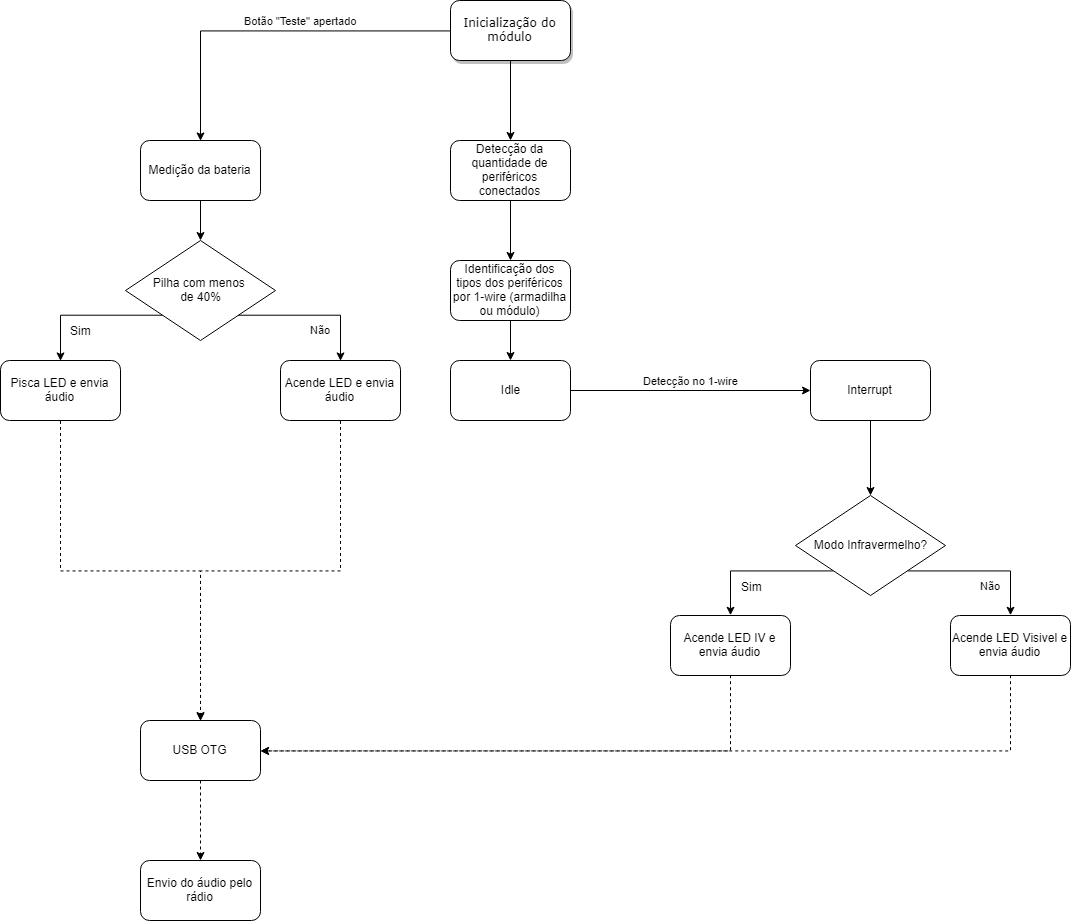 Botão "Teste" apertado
Inicialização do
módulo
Medição da bateria
Detecção da
quantidade de
periféricos
conectados
Pilha com menos
de 40%
Identificação dos
tipos dos periféricos
por 1-wire (armadilha
ou módulo)
Sim
Não
Pisca LED e envia
áudio
Acende LED e envia
áudio
Idle
Detecção no 1-wire
Interrupt
Modo Infravermelho?
Sim
Não
Acende LED IV e
envia áudio
Acende LED Visivel e
envia áudio
USB OTG
Envio do áudio pelo
rádio